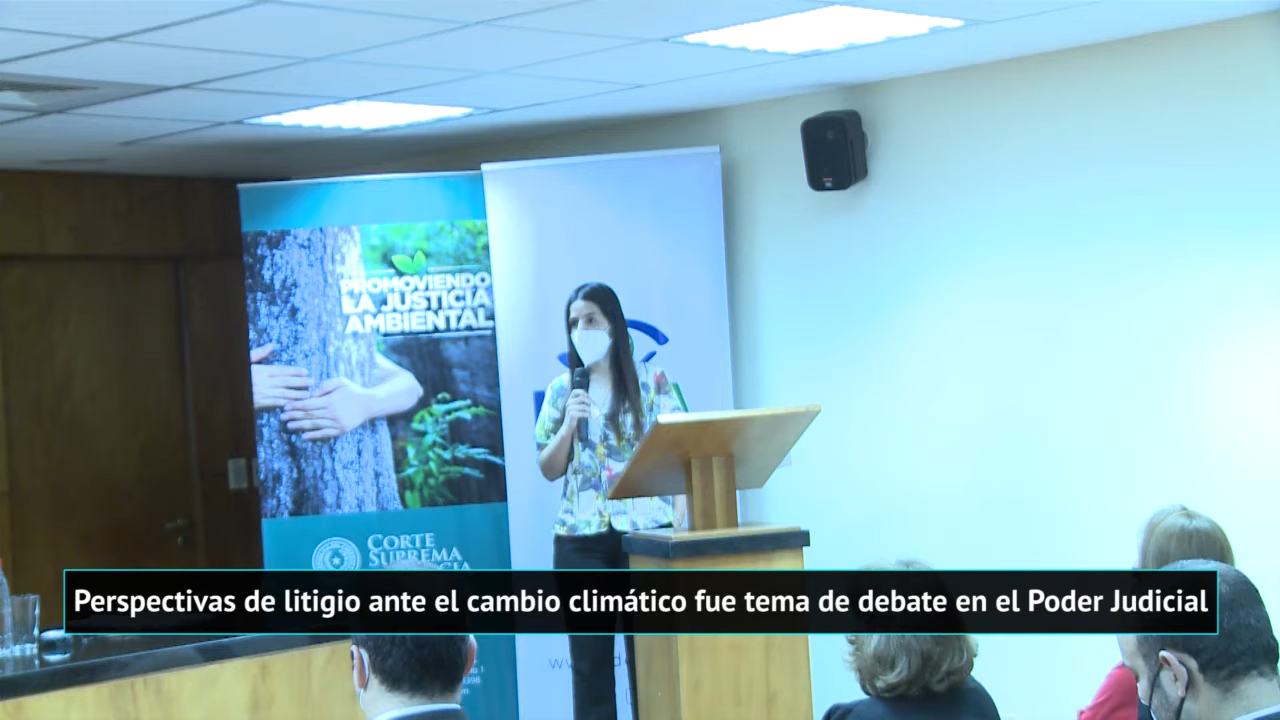 PROMOVIENDO
LA JUSTICIA
AMBIENTAL
CORTE
SUPREMA
Perspectivas de litigio ante el cambio climático fue tema de debate en el Poder Judicial